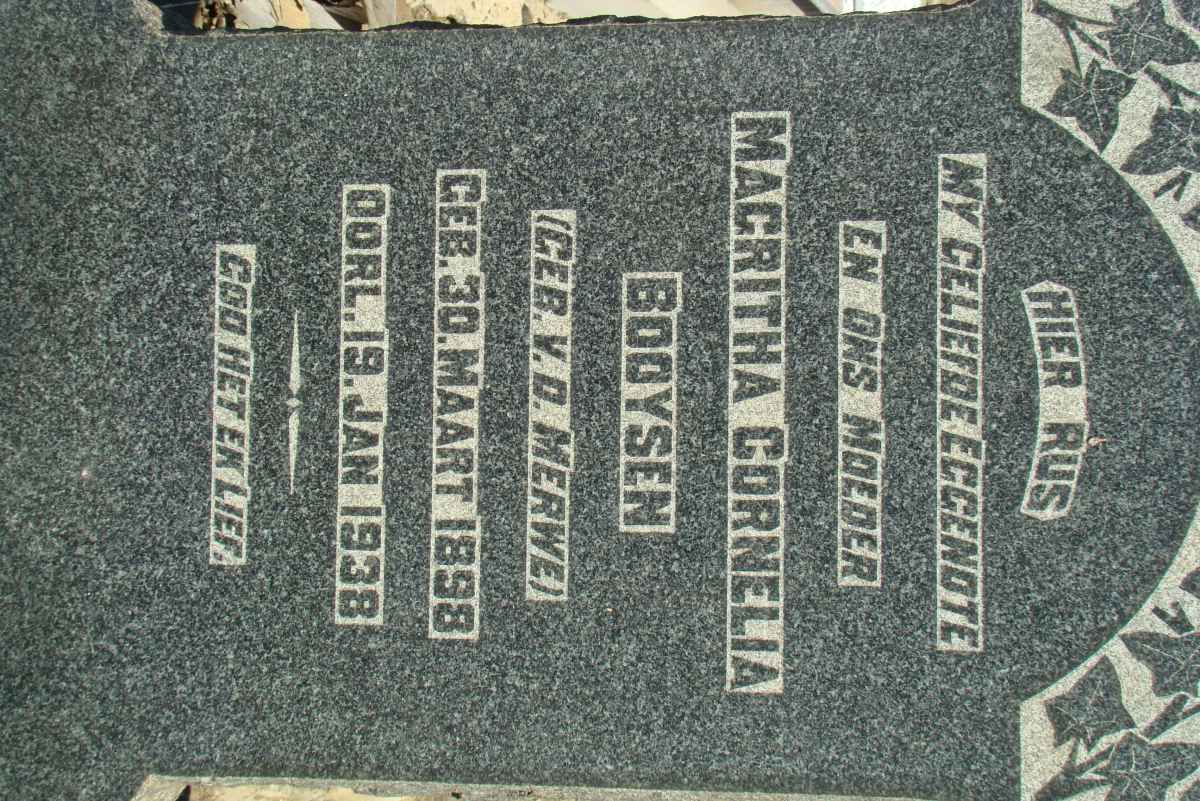 HIER RUS
MY GELIEFDE EGGENOTE
EN ONS MOEDER
MAGRITHA CORNELIA
BOOYSEN
(GEB. V. D. MERWE)
GEB. 30. MAART 1898
OORL. 19. JAN 1938
GOD HET EK LIEF.